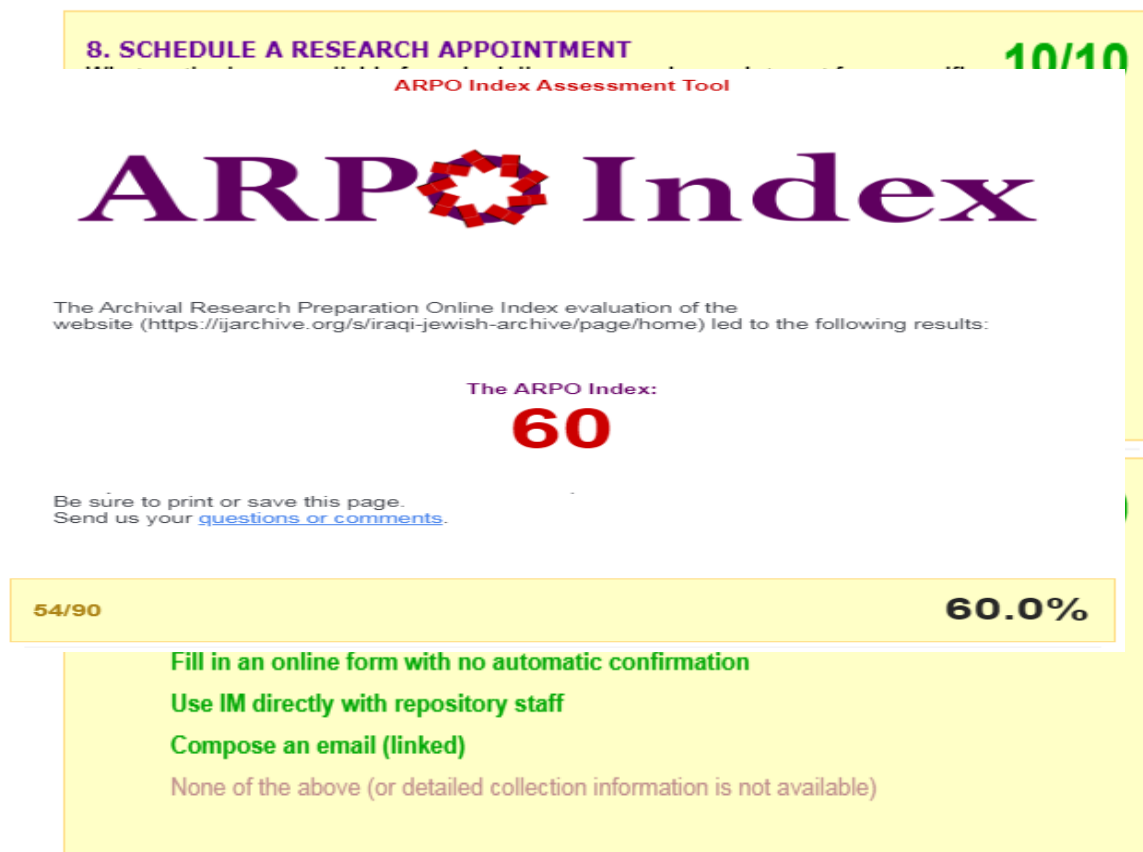 8. SCHEDULE A RESEARCH APPOINTMENT
10/10
ARPO Index Assessment Tool
ARPO Index
The Archival Research Preparation Online Index evaluation of the
website (https://ijarchive.org/s/iraqi-jewish-archive/page/home) led to the following results:
The ARPO Index:
60
Be sure to print or save this page.
Send us your questions or comments.
54/90
60.0%
Fill in an online form with no automatic confirmation
Use IM directly with repository staff
Compose an email (linked)
None of the above (or detailed collection information is not available)